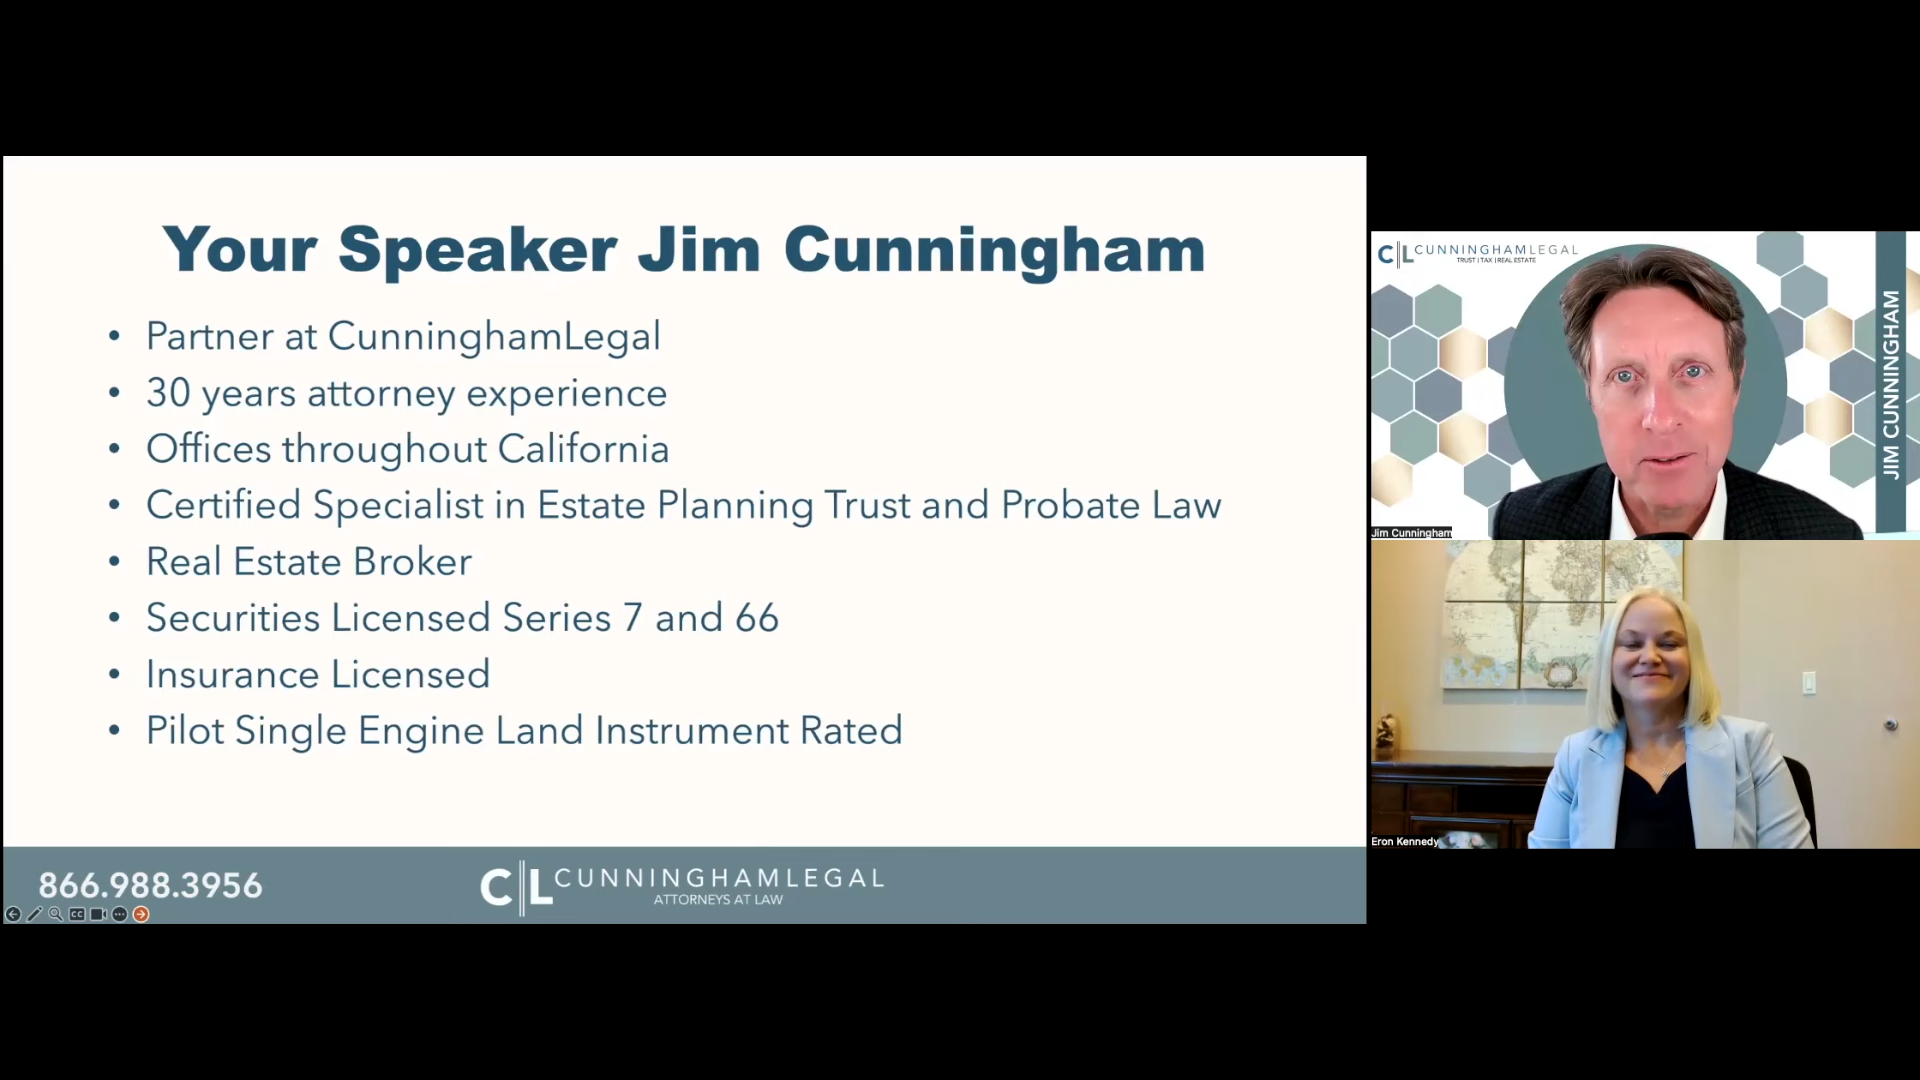 Your Speaker Jim Cunningham
• Partner at CunninghamLegal
• 30 years attorney experience
• Offices throughout California
• Certified Specialist in Estate Planning Trust and Probate Law
• Real Estate Broker
• Securities Licensed Series 7 and 66
• Insurance Licensed
• Pilot Single Engine Land Instrument Rated
866.988.3956
CL CUNNINGHAMLEGAL
ATTORNEYS AT LAW
CC
CL CUNNINGHAMLEGAL
TRUST | TAX | REAL ESTATE
JIM CUNNINGHAM
Jim Cunningham
Eron Kennedy